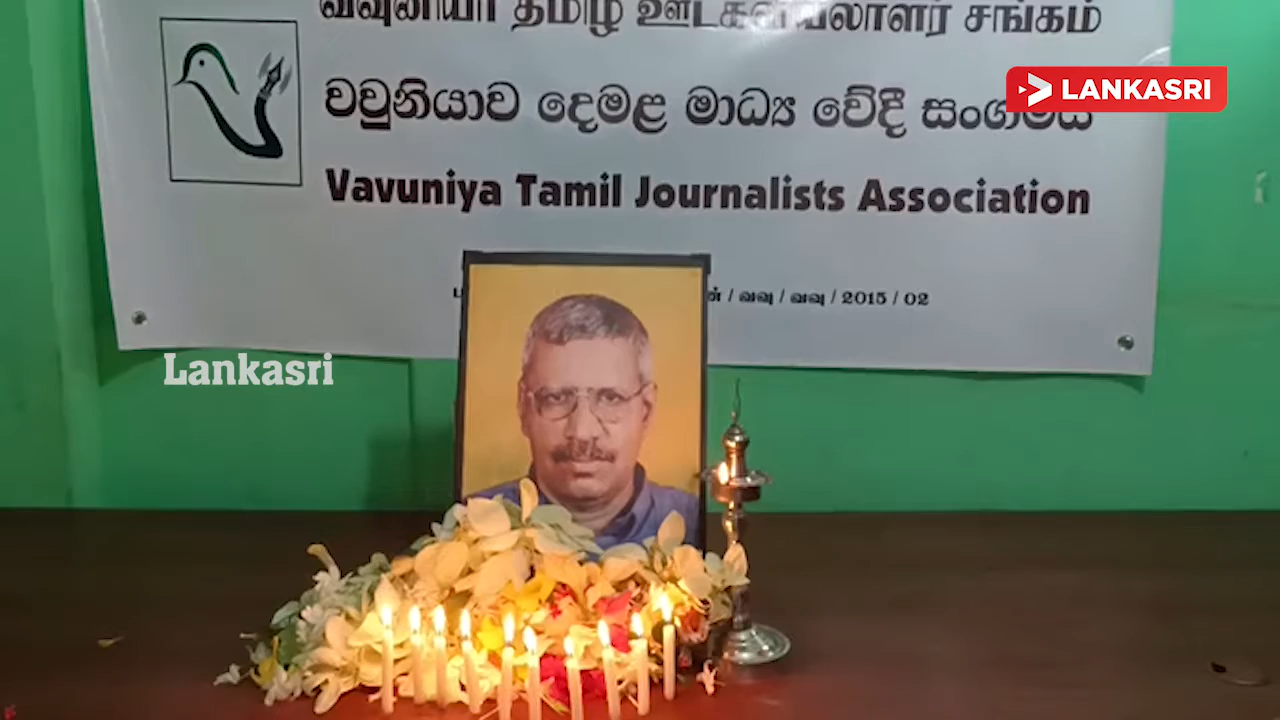 வவுனியா தமிழ் ஊடகவியலாளர் சங்கம்
LANKASRI
වවුනියාව දෙමළ මාධ්‍ය වේදී සංගමය
Vavuniya Tamil Journalists Association
/ வவு / வவு / 2015 / 02
Lankasri